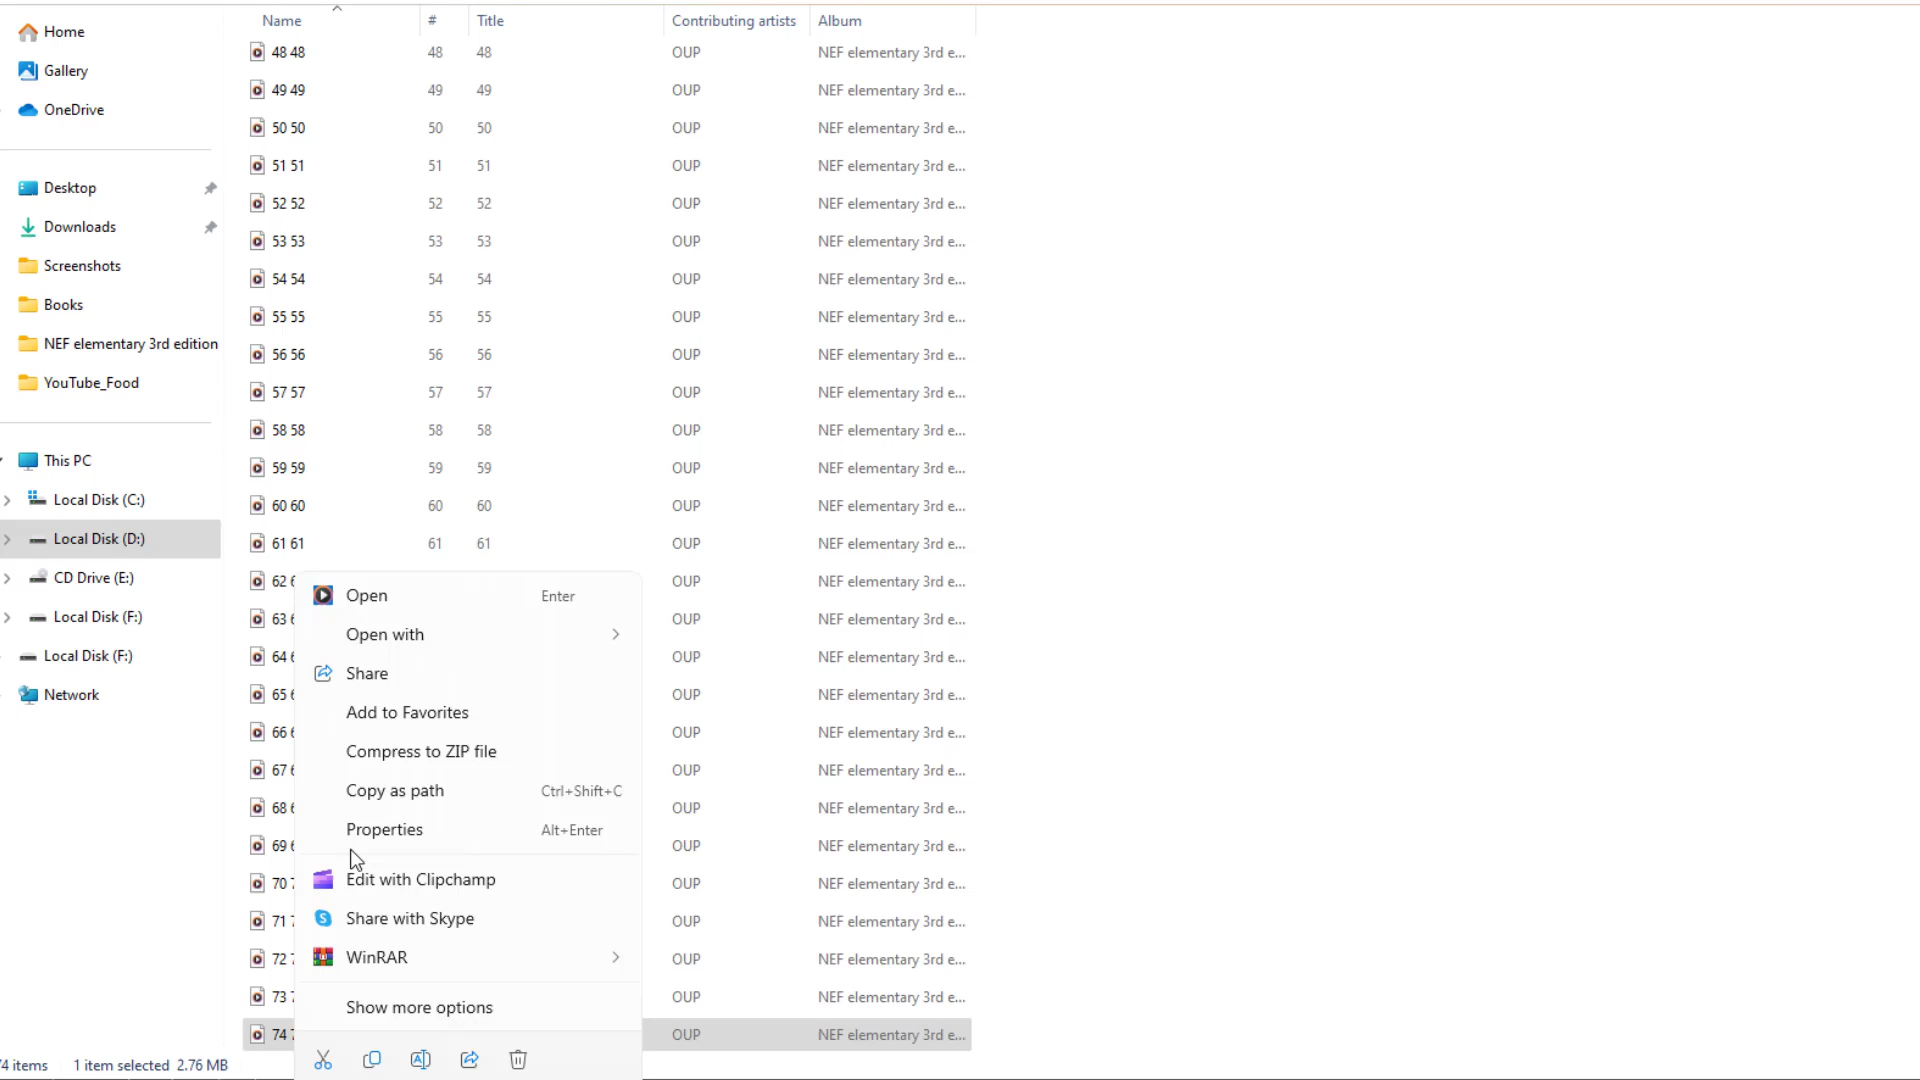 Home
Gallery
OneDrive
Desktop
Downloads
Screenshots
Books
NEF elementary 3rd edition
YouTube_Food
This PC
Local Disk (C:)
Local Disk (D:)
CD Drive (E:)
Local Disk (F:)
Local Disk (F:)
Network
Name # Title Contributing artists Album
48 48 48 48 OUP NEF elementary 3rd e...
49 49 49 49 OUP NEF elementary 3rd e...
50 50 50 50 OUP NEF elementary 3rd e...
51 51 51 51 OUP NEF elementary 3rd e...
52 52 52 52 OUP NEF elementary 3rd e...
53 53 53 53 OUP NEF elementary 3rd e...
54 54 54 54 OUP NEF elementary 3rd e...
55 55 55 55 OUP NEF elementary 3rd e...
56 56 56 56 OUP NEF elementary 3rd e...
57 57 57 57 OUP NEF elementary 3rd e...
58 58 58 58 OUP NEF elementary 3rd e...
59 59 59 59 OUP NEF elementary 3rd e...
60 60 60 60 OUP NEF elementary 3rd e...
61 61 61 61 OUP NEF elementary 3rd e...
62 OUP NEF elementary 3rd e...
63 OUP NEF elementary 3rd e...
64 OUP NEF elementary 3rd e...
65 OUP NEF elementary 3rd e...
66 OUP NEF elementary 3rd e...
67 OUP NEF elementary 3rd e...
68 OUP NEF elementary 3rd e...
69 OUP NEF elementary 3rd e...
70 OUP NEF elementary 3rd e...
71 OUP NEF elementary 3rd e...
72 OUP NEF elementary 3rd e...
73 OUP NEF elementary 3rd e...
74 OUP NEF elementary 3rd e...
Open Enter
Open with
Share
Add to Favorites
Compress to ZIP file
Copy as path Ctrl+Shift+C
Properties Alt+Enter
Edit with Clipchamp
Share with Skype
WinRAR
Show more options
4 items 1 item selected 2.76 MB